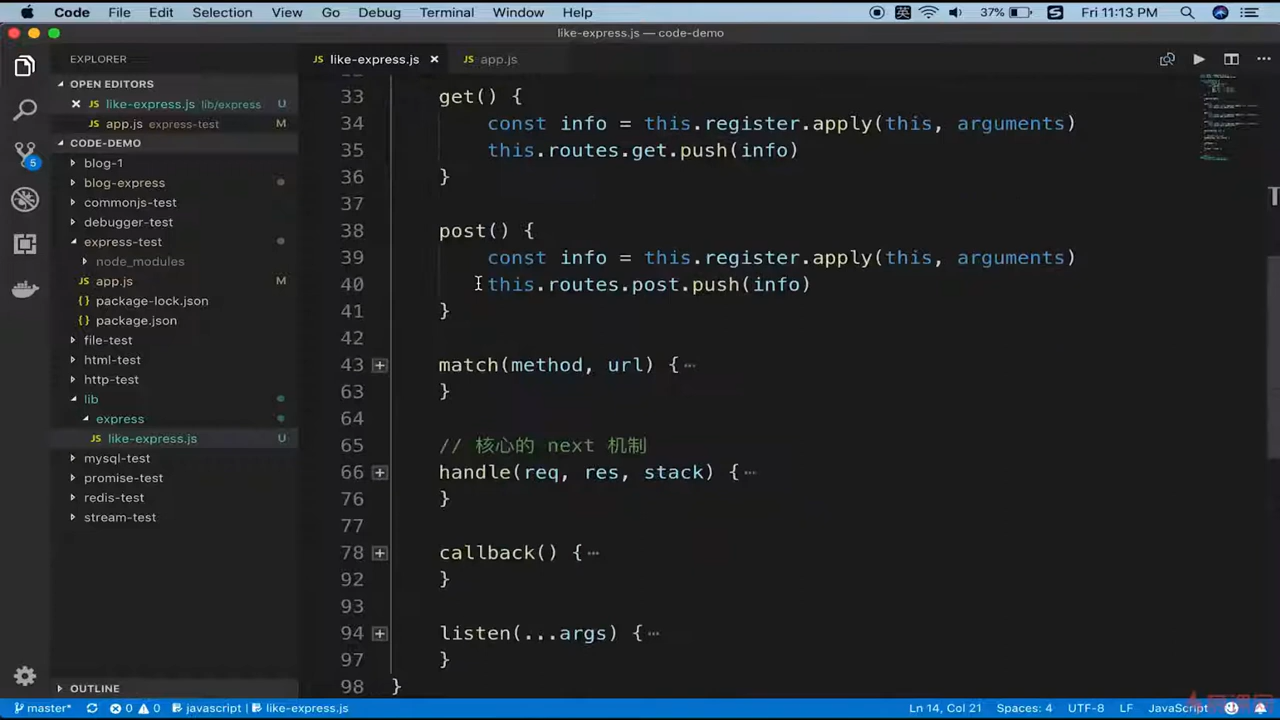 Code File Edit Selection View Go Debug Terminal Window Help 英 37% S Fri 11:13 PM
like-express.js — code-demo
EXPLORER
OPEN EDITORS
JS like-express.js lib/express U
JS app.js express-test M
CODE-DEMO
blog-1
blog-express
commonjs-test
debugger-test
express-test
node_modules
JS app.js M
{} package-lock.json
{} package.json
file-test
html-test
http-test
lib
express
JS like-express.js U
mysql-test
promise-test
redis-test
stream-test
OUTLINE
5
JS like-express.js ×
JS app.js
33 get() {
34 const info = this.register.apply(this, arguments)
35 this.routes.get.push(info)
36 }
37
38 post() {
39 const info = this.register.apply(this, arguments)
40 this.routes.post.push(info)
41 }
42
43 match(method, url) {⋯
63 }
64
65 // 核心的 next 机制
66 handle(req, res, stack) {⋯
76 }
77
78 callback() {⋯
92 }
93
94 listen(...args) {⋯
97 }
98 }
master* 0 0 javascript | like-express.js Ln 14, Col 21 Spaces: 4 UTF-8 LF JavaScript